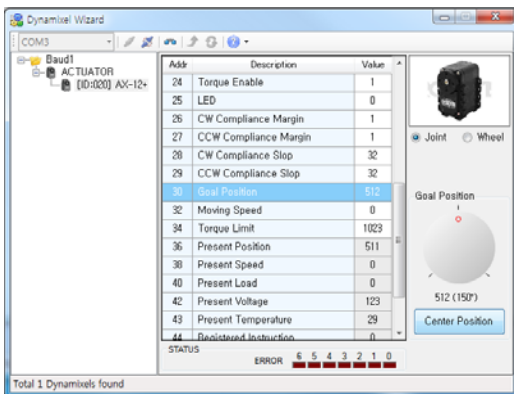 Dynamixel Wizard
COM3
Baud1
ACTUATOR
[ID:020] AX-12+
Addr Description Value
24 Torque Enable 1
25 LED 0
26 CW Compliance Margin 1
27 CCW Compliance Margin 1
28 CW Compliance Slop 32
29 CCW Compliance Slop 32
30 Goal Position 512
32 Moving Speed 0
34 Torque Limit 1023
36 Present Position 511
38 Present Speed 0
40 Present Load 0
42 Present Voltage 123
43 Present Temperature 29
44 Registered Instruction 0
STATUS
ERROR 6 5 4 3 2 1 0
Joint Wheel
Goal Position
512 (150°)
Center Position
Total 1 Dynamixels found